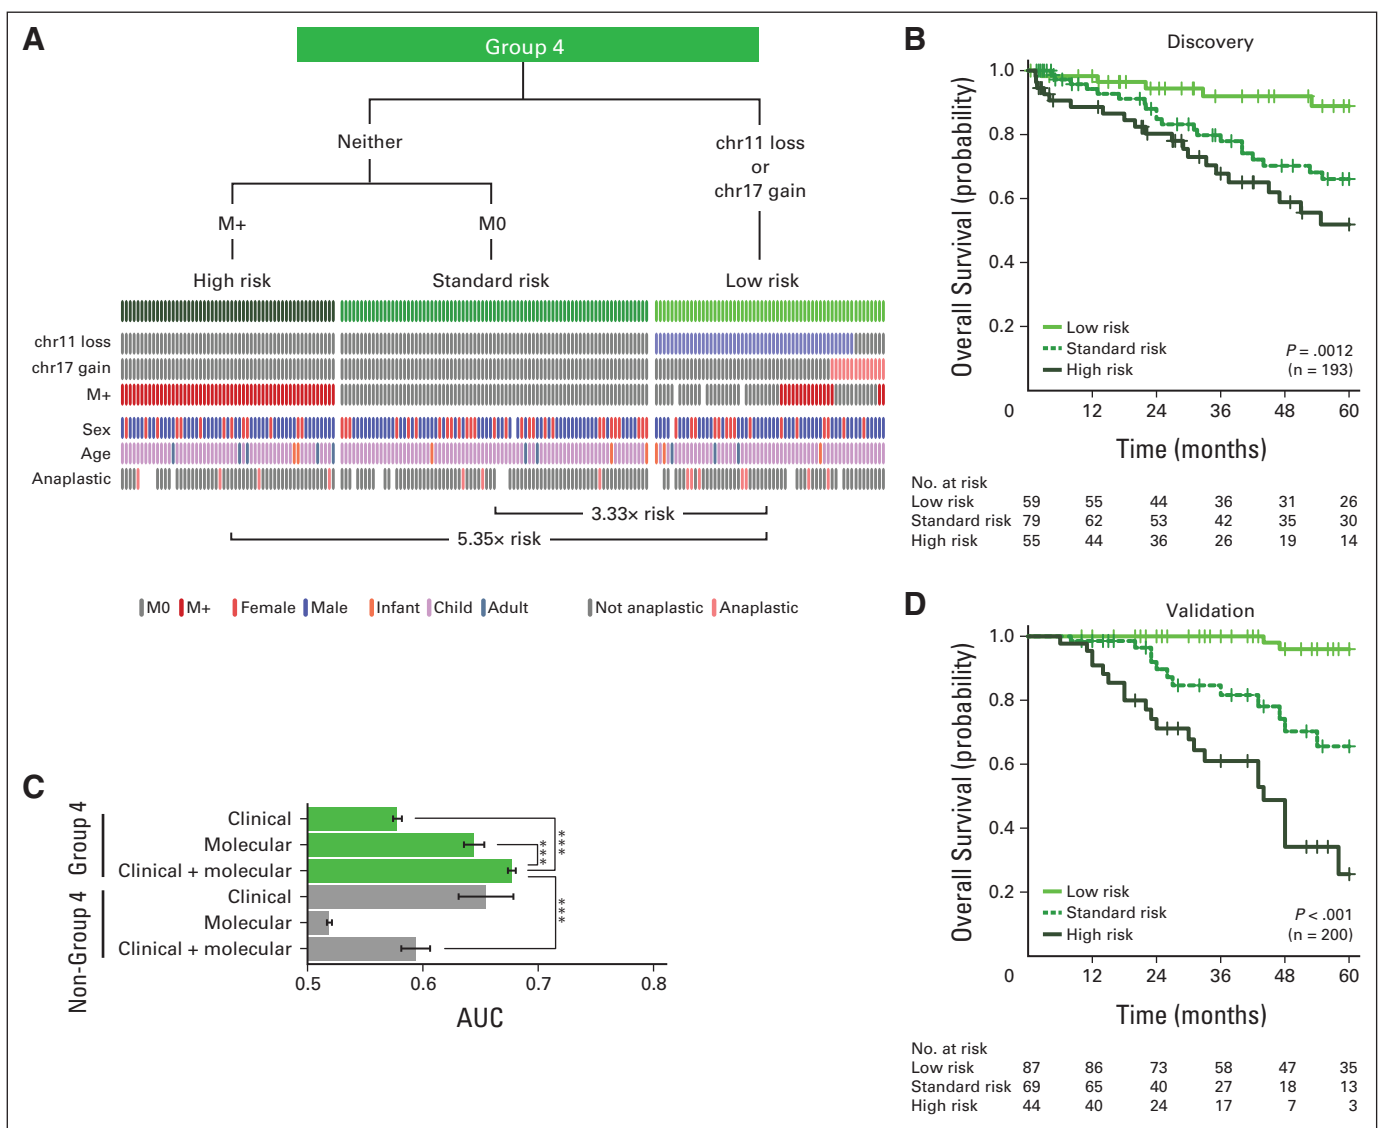 A
Group 4
Neither
chr11 loss
or
chr17 gain
M+
M0
High risk
Standard risk
Low risk
chr11 loss
chr17 gain
M+
Sex
Age
Anaplastic
3.33× risk
5.35× risk
M0
M+
Female
Male
Infant
Child
Adult
Not anaplastic
Anaplastic
B
Discovery
Overall Survival (probability)
1.0
0.8
0.6
0.4
0.2
Low risk
Standard risk
High risk
P = .0012
(n = 193)
0 12 24 36 48 60
Time (months)
No. at risk
Low risk 59 55 44 36 31 26
Standard risk 79 62 53 42 35 30
High risk 55 44 36 26 19 14
C
Group 4
Non-Group 4
Clinical
Molecular
Clinical + molecular
Clinical
Molecular
Clinical + molecular
***
***
***
0.5 0.6 0.7 0.8
AUC
D
Validation
Overall Survival (probability)
1.0
0.8
0.6
0.4
0.2
Low risk
Standard risk
High risk
P < .001
(n = 200)
0 12 24 36 48 60
Time (months)
No. at risk
Low risk 87 86 73 58 47 35
Standard risk 69 65 40 27 18 13
High risk 44 40 24 17 7 3